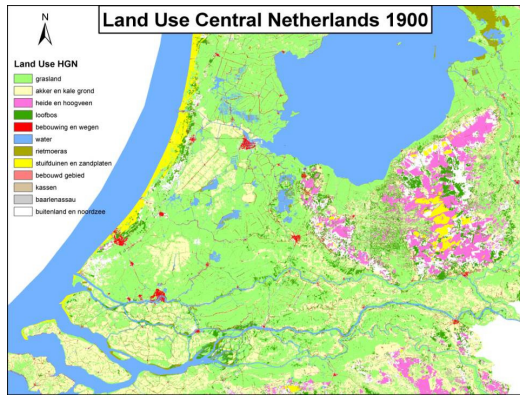 Land Use Central Netherlands 1900
N
Land Use HGN
grasland
akker en kale grond
heide en hoogveen
loofbos
bebouwing en wegen
water
rietmoeras
stuifduinen en zandplaten
bebouwd gebied
kassen
baarlenassau
buitenland en noordzee